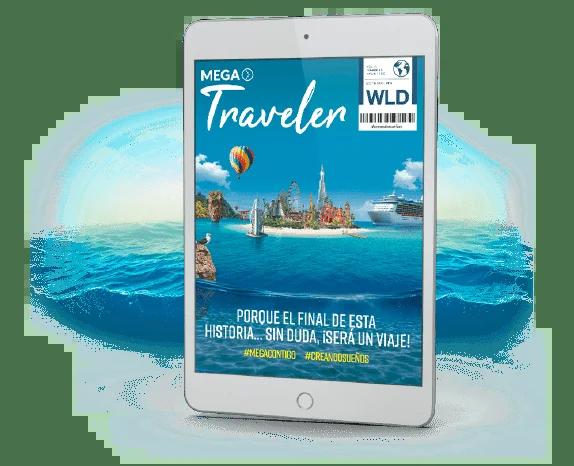 MEGA
Traveler
WLD
PORQUE EL FINAL DE ESTA
HISTORIA... SIN DUDA, ¡SERÁ UN VIAJE!
#MEGACONTIGO #CREANDOSUEÑOS